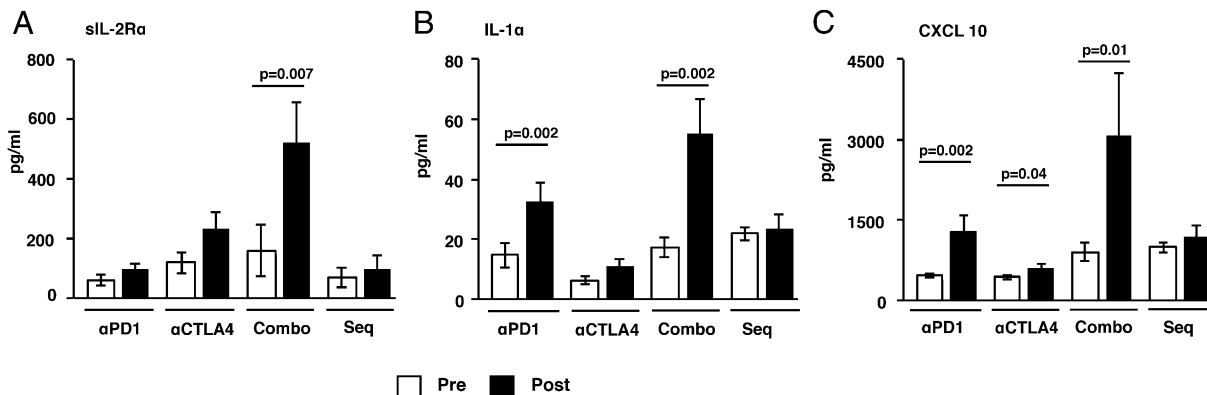 A
sIL-2Rα
800
600
400
200
0
pg/ml
p=0.007
αPD1
αCTLA4
Combo
Seq
B
IL-1α
80
60
40
20
0
pg/ml
p=0.002
p=0.002
αPD1
αCTLA4
Combo
Seq
C
CXCL 10
4500
3000
1500
0
pg/ml
p=0.002
p=0.04
p=0.01
αPD1
αCTLA4
Combo
Seq
Pre
Post